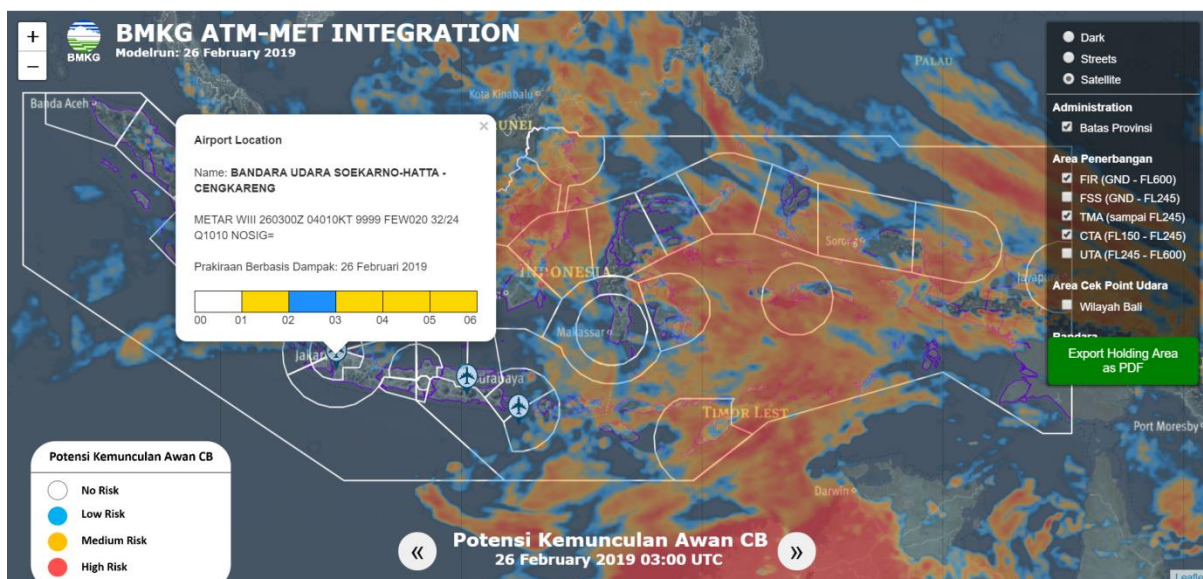 +
−
BMKG
BMKG ATM-MET INTEGRATION
Modelrun: 26 February 2019
Banda Aceh
Kota Kinabalu
PALAU
Airport Location
×
Name: BANDARA UDARA SOEKARNO-HATTA -
CENGKARENG
METAR WIII 260300Z 04010KT 9999 FEW020 32/24
Q1010 NOSIG=
Prakiraan Berbasis Dampak: 26 Februari 2019
00 01 02 03 04 05 06
INDONESIA
Sorong
Jayapura
Makassar
Surabaya
TIMOR LEST
Port Moresby
Darwin
Dark
Streets
Satellite
Administration
Batas Provinsi
Area Penerbangan
FIR (GND - FL600)
FSS (GND - FL245)
TMA (sampai FL245)
CTA (FL150 - FL245)
UTA (FL245 - FL600)
Area Cek Point Udara
Wilayah Bali
Bandara
Export Holding Area
as PDF
Potensi Kemunculan Awan CB
No Risk
Low Risk
Medium Risk
High Risk
«
Potensi Kemunculan Awan CB
26 February 2019 03:00 UTC
»